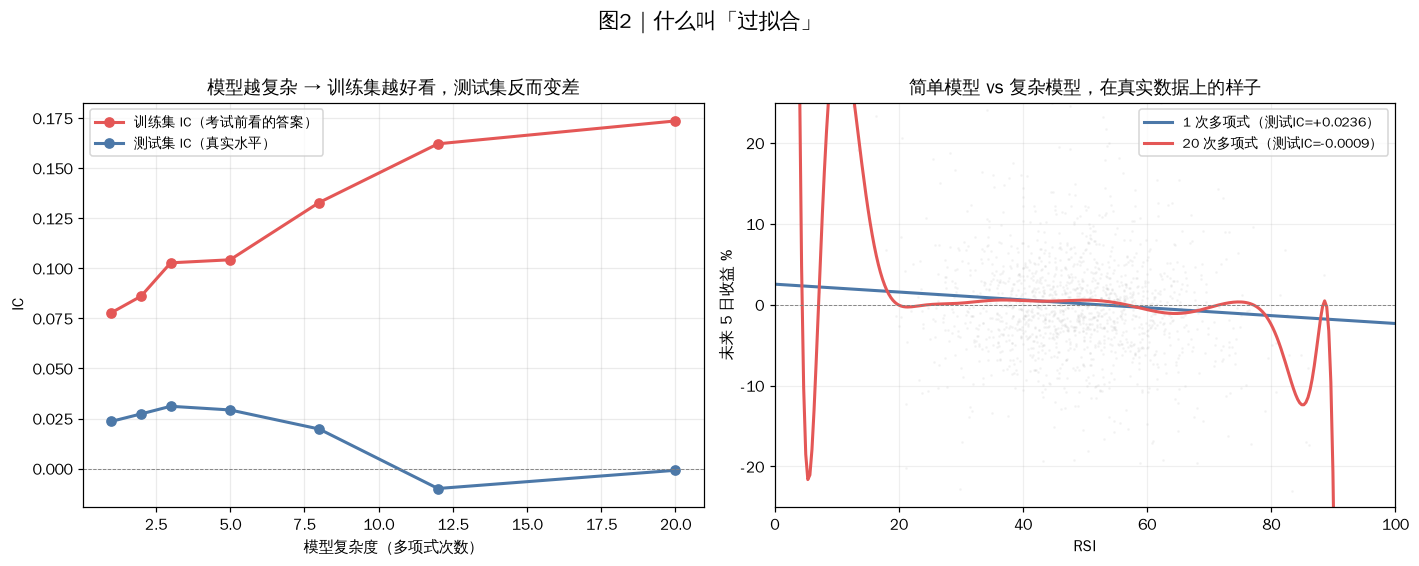 图2｜什么叫「过拟合」
模型越复杂 → 训练集越好看，测试集反而变差
训练集 IC（考试前看的答案）
测试集 IC（真实水平）
IC
0.175
0.150
0.125
0.100
0.075
0.050
0.025
0.000
2.5 5.0 7.5 10.0 12.5 15.0 17.5 20.0
模型复杂度（多项式次数）
简单模型 vs 复杂模型，在真实数据上的样子
1 次多项式（测试IC=+0.0236）
20 次多项式（测试IC=-0.0009）
未来 5 日收益 %
20
10
0
-10
-20
0 20 40 60 80 100
RSI